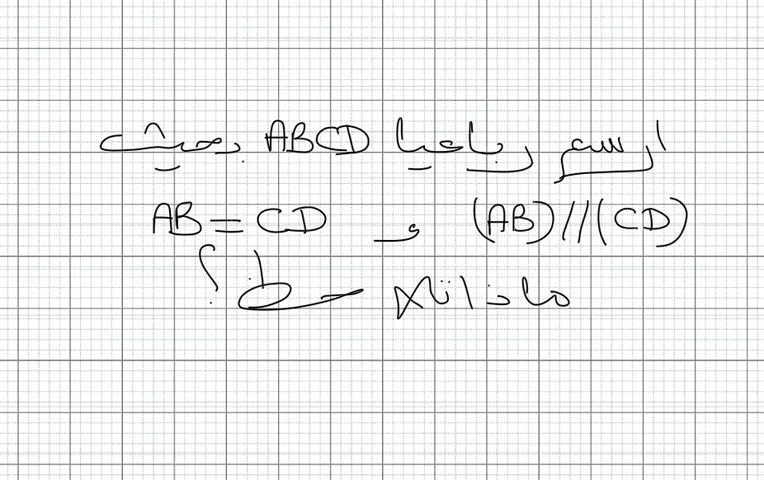 ارسم رباعيا ABCD بحيث
(AB)//(CD) و AB=CD
ماذا تلاحظ؟